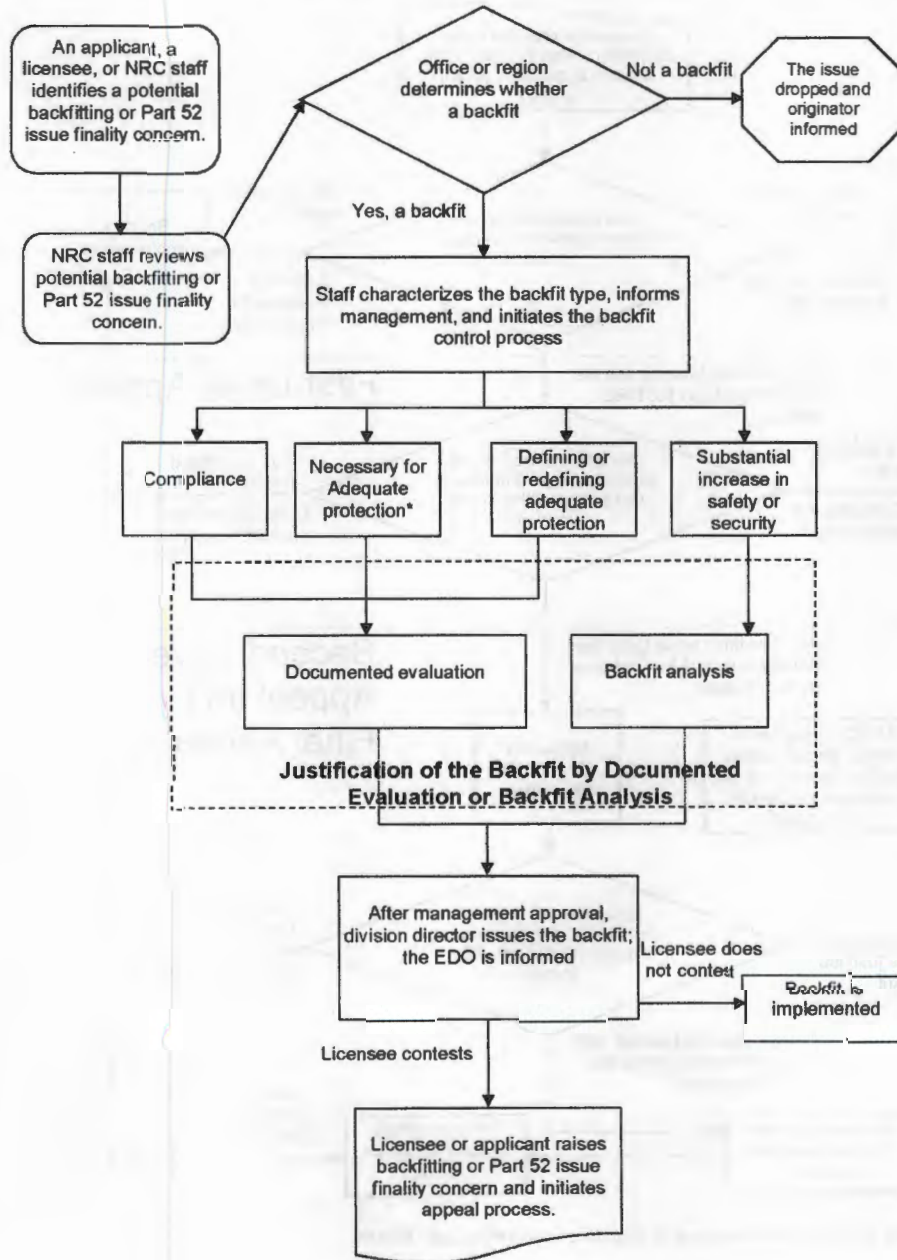 An applicant, a
licensee, or NRC staff
identifies a potential
backfitting or Part 52
issue finality concern.
NRC staff reviews
potential backfitting or
Part 52 issue finality
concern.
Office or region
determines whether
a backfit
Not a backfit
The issue
dropped and
originator
informed
Yes, a backfit
Staff characterizes the backfit type, informs
management, and initiates the backfit
control process
Compliance
Necessary for
Adequate
protection*
Defining or
redefining
adequate
protection
Substantial
increase in
safety or
security
Documented evaluation
Backfit analysis
Justification of the Backfit by Documented
Evaluation or Backfit Analysis
After management approval,
division director issues the backfit;
the EDO is informed
Licensee does
not contest
Backfit is
implemented
Licensee contests
Licensee or applicant raises
backfitting or Part 52 issue
finality concern and initiates
appeal process.